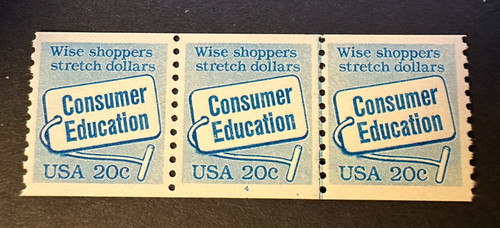 Wise shoppers
stretch dollars
Consumer
Education
USA 20c
Wise shoppers
stretch dollars
Consumer
Education
USA 20c
4
Wise shoppers
stretch dollars
Consumer
Education
USA 20c